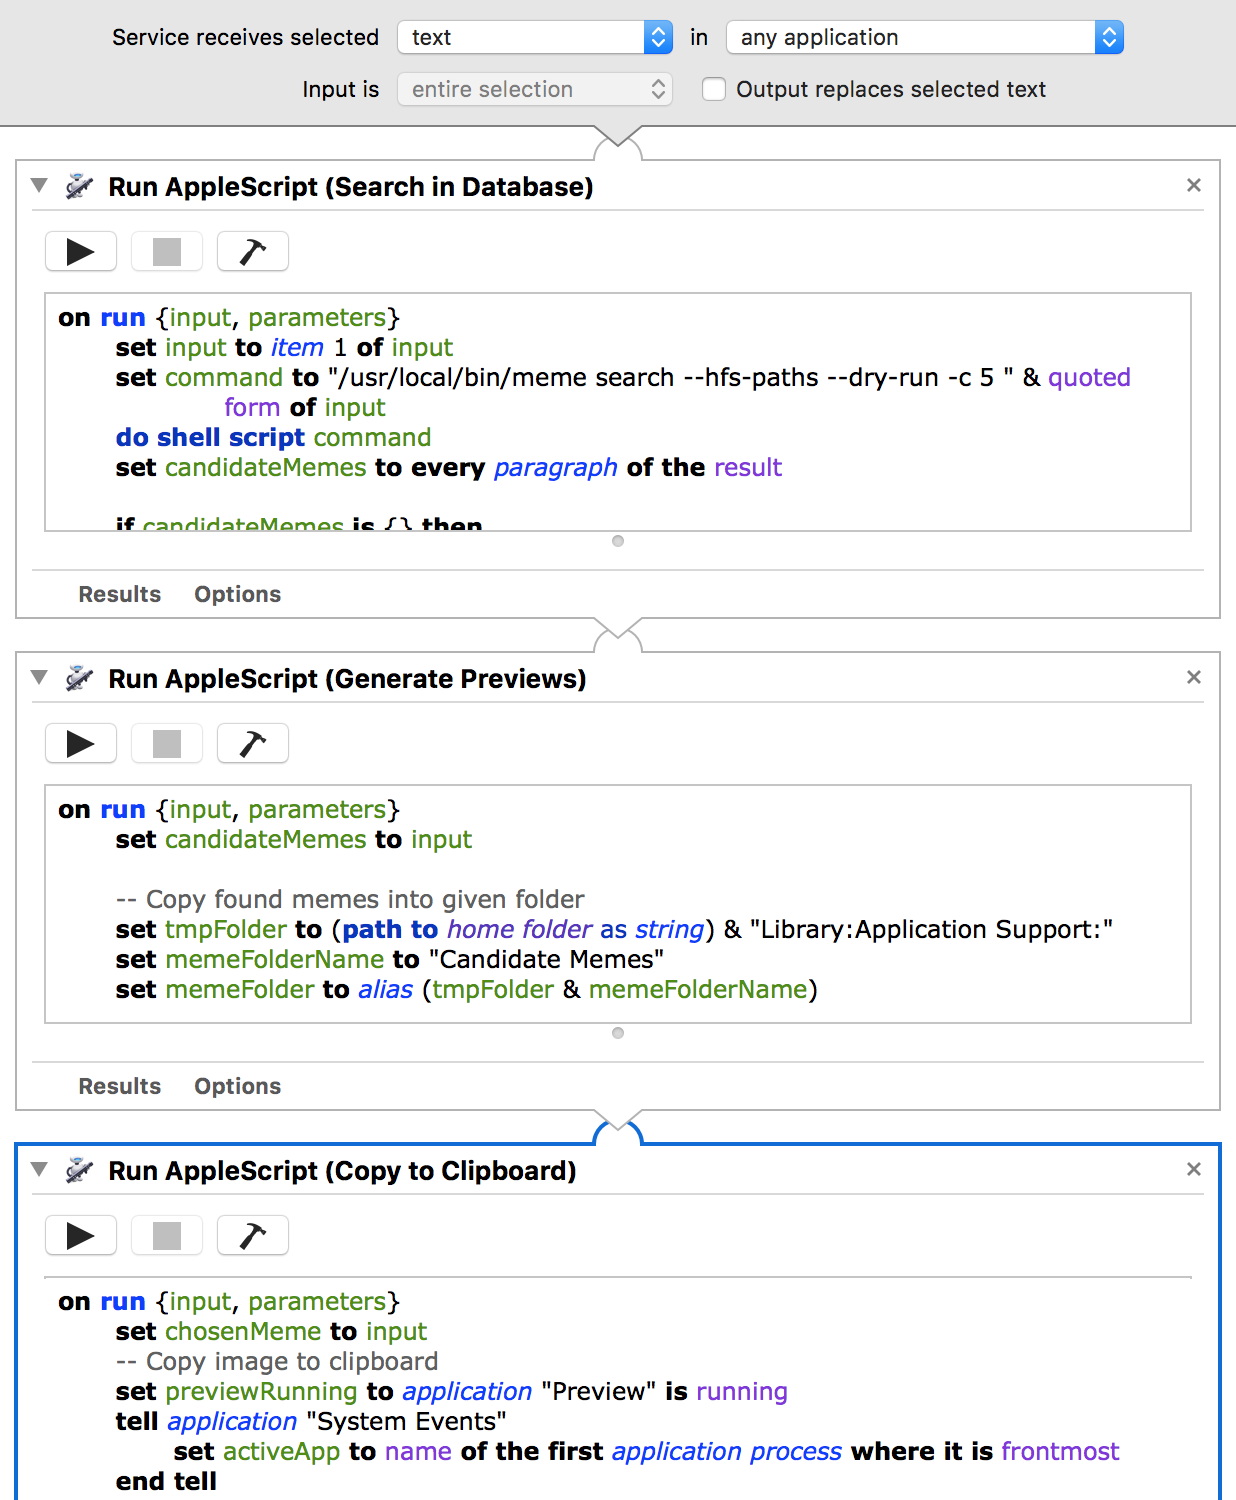 Service receives selected text in any application
Input is entire selection Output replaces selected text
Run AppleScript (Search in Database)
on run {input, parameters}
set input to item 1 of input
set command to "/usr/local/bin/meme search --hfs-paths --dry-run -c 5 " & quoted
form of input
do shell script command
set candidateMemes to every paragraph of the result
if candidateMemes is {} then
Results Options
Run AppleScript (Generate Previews)
on run {input, parameters}
set candidateMemes to input
-- Copy found memes into given folder
set tmpFolder to (path to home folder as string) & "Library:Application Support:"
set memeFolderName to "Candidate Memes"
set memeFolder to alias (tmpFolder & memeFolderName)
Results Options
Run AppleScript (Copy to Clipboard)
on run {input, parameters}
set chosenMeme to input
-- Copy image to clipboard
set previewRunning to application "Preview" is running
tell application "System Events"
set activeApp to name of the first application process where it is frontmost
end tell